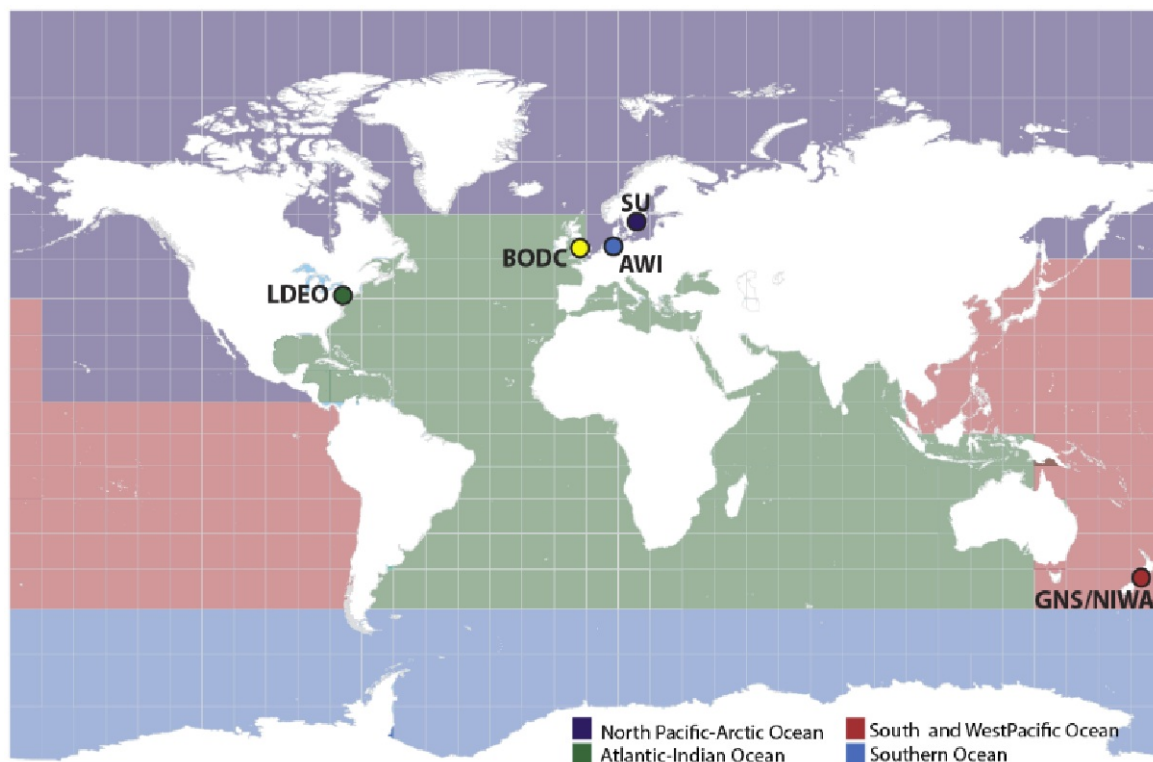 SU
BODC
AWI
LDEO
GNS/NIWA
North Pacific-Arctic Ocean
South and WestPacific Ocean
Atlantic-Indian Ocean
Southern Ocean